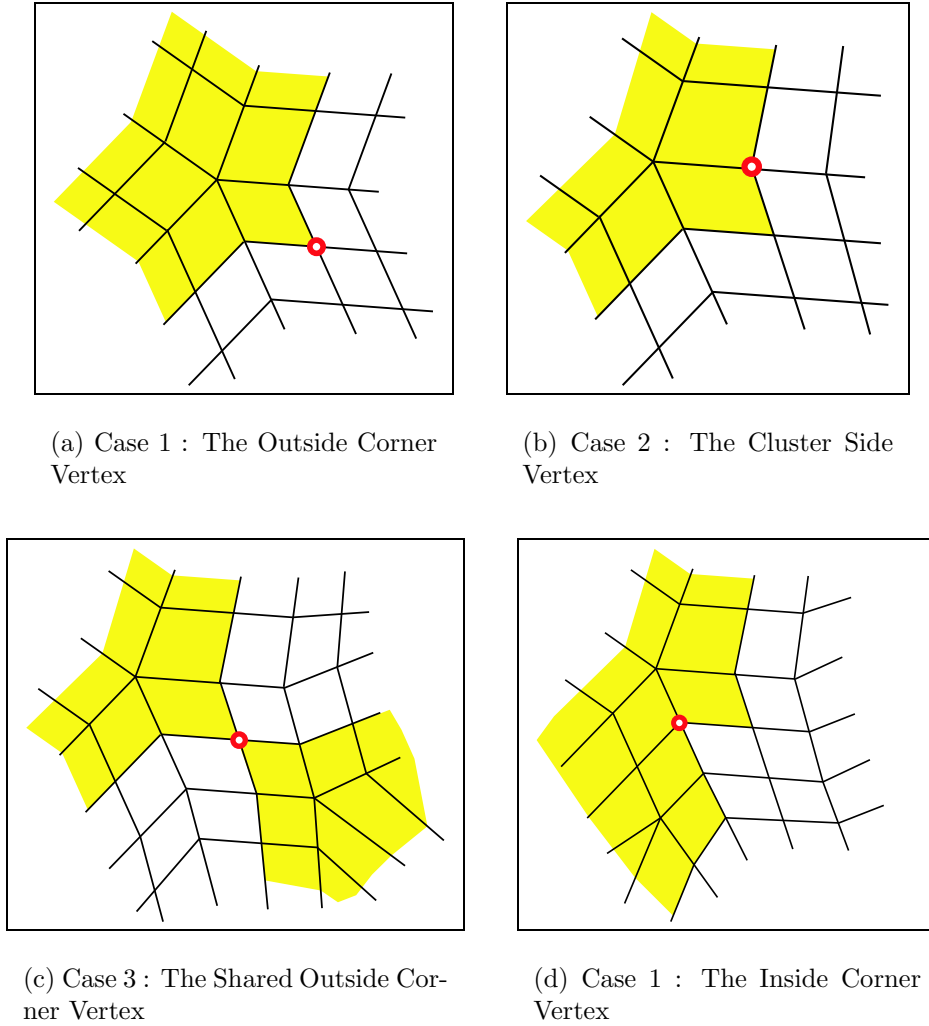 (a) Case 1 : The Outside Corner
Vertex
(b) Case 2 : The Cluster Side
Vertex
(c) Case 3 : The Shared Outside Cor-
ner Vertex
(d) Case 1 : The Inside Corner
Vertex